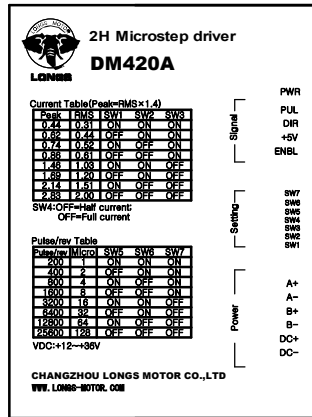 LONGS MOTOR
LONGS
2H Microstep driver
DM420A
Current Table(Peak=RMS×1.4)
Peak RMS SW1 SW2 SW3
0.44 0.31 ON ON ON
0.62 0.44 OFF ON ON
0.74 0.52 ON OFF ON
0.86 0.61 OFF OFF ON
1.46 1.03 ON ON OFF
1.69 1.20 OFF ON OFF
2.14 1.51 ON OFF OFF
2.83 2.00 OFF OFF OFF
SW4:OFF=Half current;
OFF=Full current;
Pulse/rev Table
Pulse/rev Micro SW5 SW6 SW7
200 1 ON ON ON
400 2 OFF ON ON
800 4 ON OFF ON
1600 8 OFF OFF ON
3200 16 ON ON OFF
6400 32 OFF ON OFF
12800 64 ON OFF OFF
25600 128 OFF OFF OFF
VDC:+12~+36V
CHANGZHOU LONGS MOTOR CO.,LTD
WWW.LONGS-MOTOR.COM
Signal
PWR
PUL
DIR
+5V
ENBL
Setting
SW7
SW6
SW5
SW4
SW3
SW2
SW1
Power
A+
A-
B+
B-
DC+
DC-